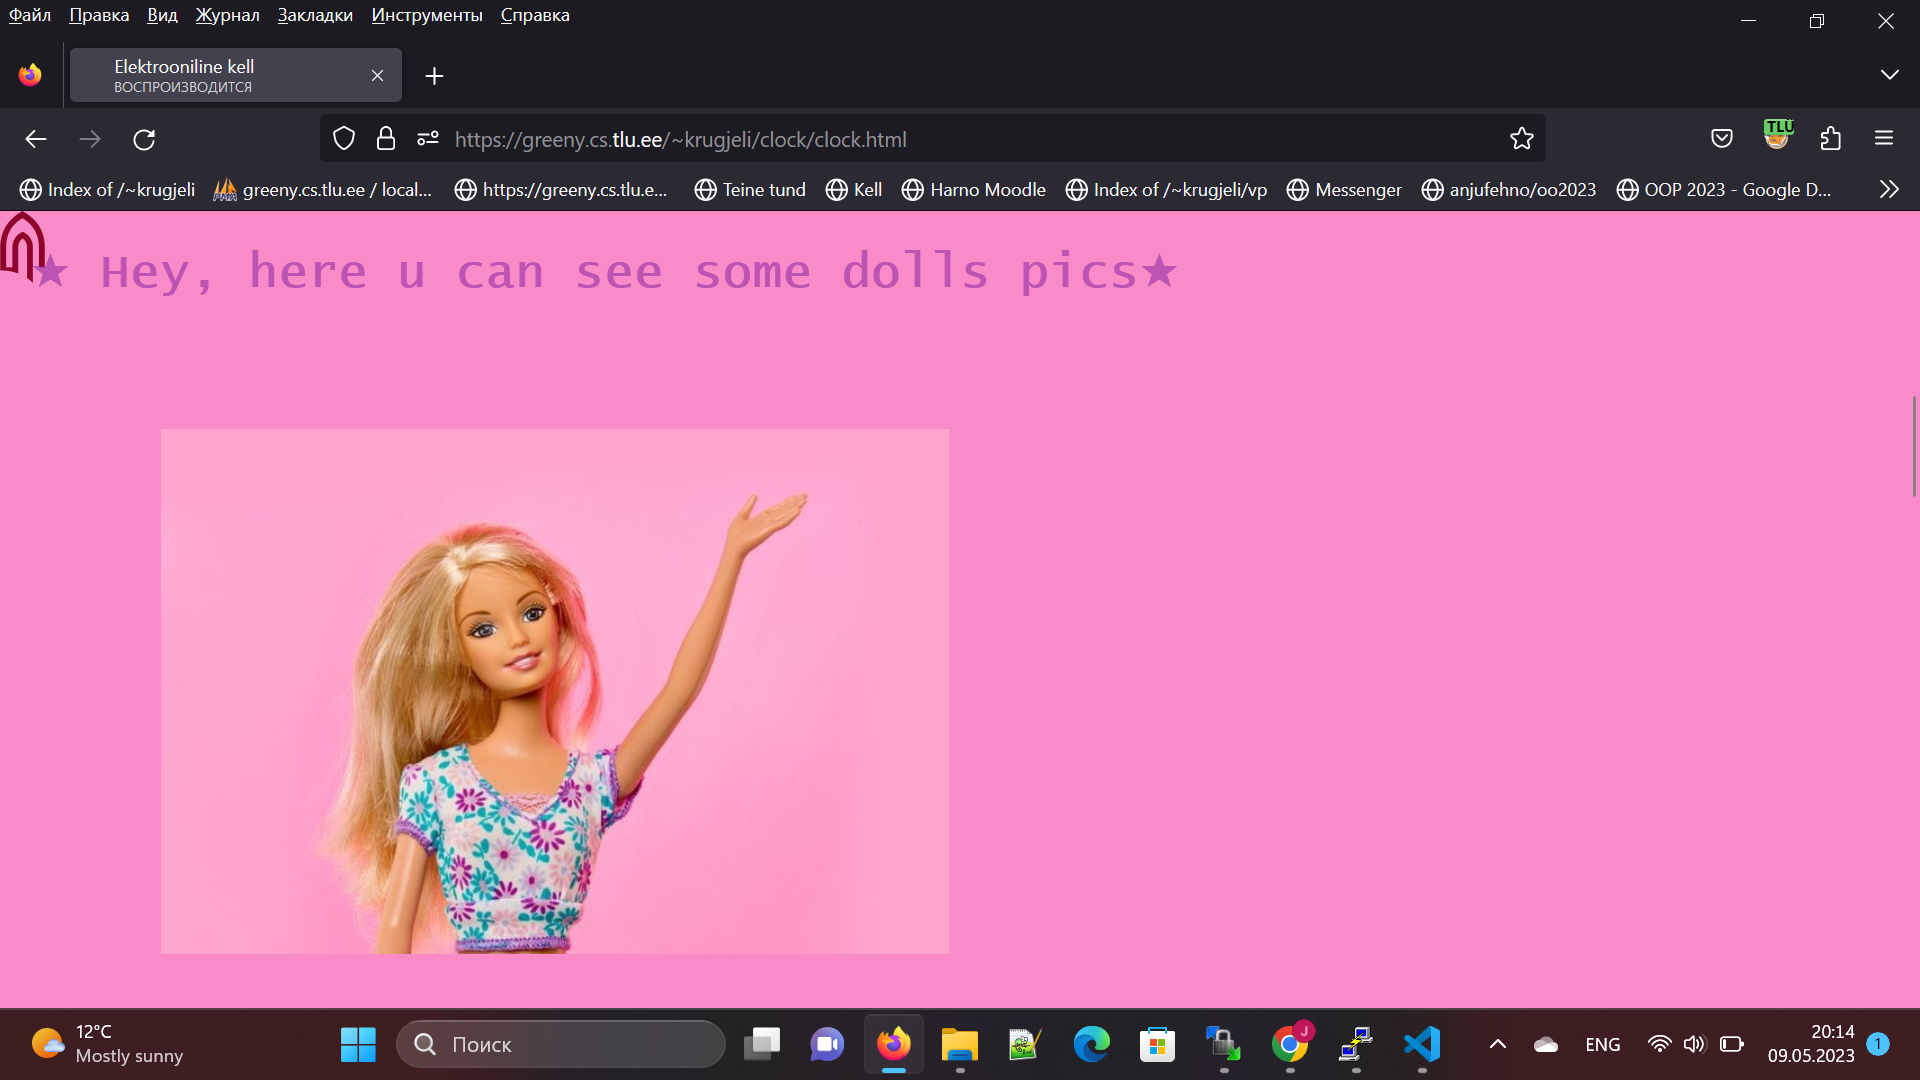 Файл Правка Вид Журнал Закладки Инструменты Справка
Elektrooniline kell
ВОСПРОИЗВОДИТСЯ
https://greeny.cs.tlu.ee/~krugjeli/clock/clock.html
TLU
Index of /~krugjeli greeny.cs.tlu.ee / local... https://greeny.cs.tlu.e... Teine tund Kell Harno Moodle Index of /~krugjeli/vp Messenger anjufehno/oo2023 OOP 2023 - Google D...
★ Hey, here u can see some dolls pics★
12°C
Mostly sunny
Поиск
J
ENG
20:14
09.05.2023
1